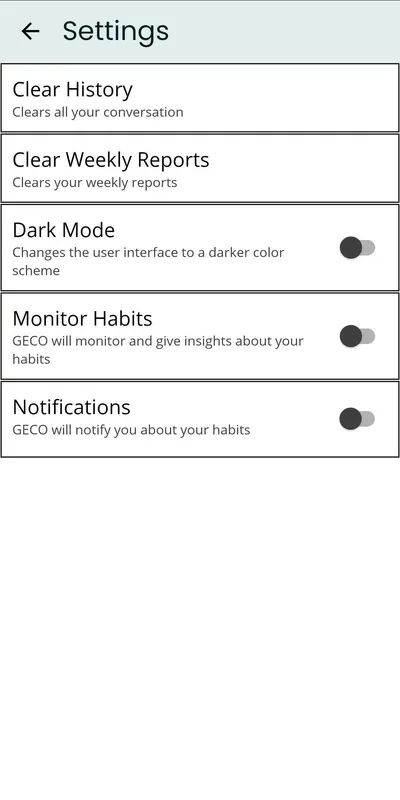 Settings
Clear History
Clears all your conversation
Clear Weekly Reports
Clears your weekly reports
Dark Mode
Changes the user interface to a darker color
scheme
Monitor Habits
GECO will monitor and give insights about your
habits
Notifications
GECO will notify you about your habits